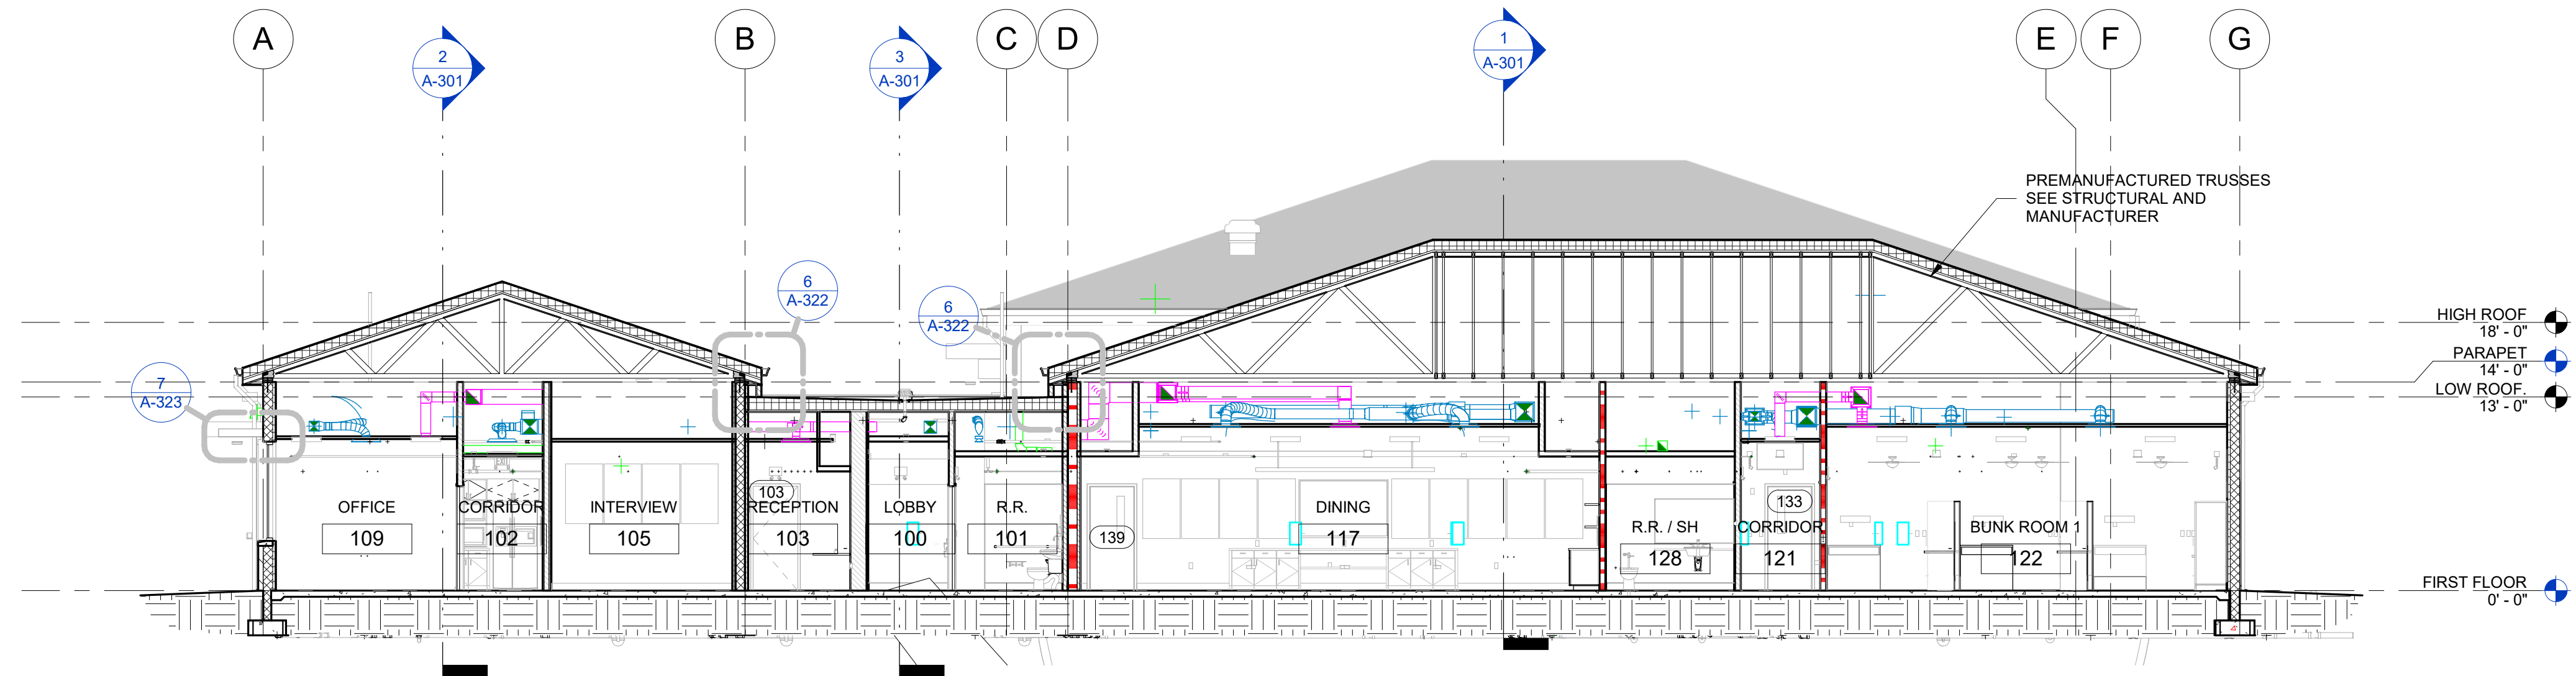 A
B
C
D
E
F
G
2
A-301
3
A-301
1
A-301
PREMANUFACTURED TRUSSES
SEE STRUCTURAL AND
MANUFACTURER
6
A-322
6
A-322
7
A-323
HIGH ROOF
18' - 0"
PARAPET
14' - 0"
LOW ROOF.
13' - 0"
FIRST FLOOR
0' - 0"
OFFICE
109
CORRIDOR
102
INTERVIEW
105
103
RECEPTION
103
LOBBY
100
R.R.
101
139
DINING
117
R.R. / SH
128
133
CORRIDOR
121
BUNK ROOM 1
122